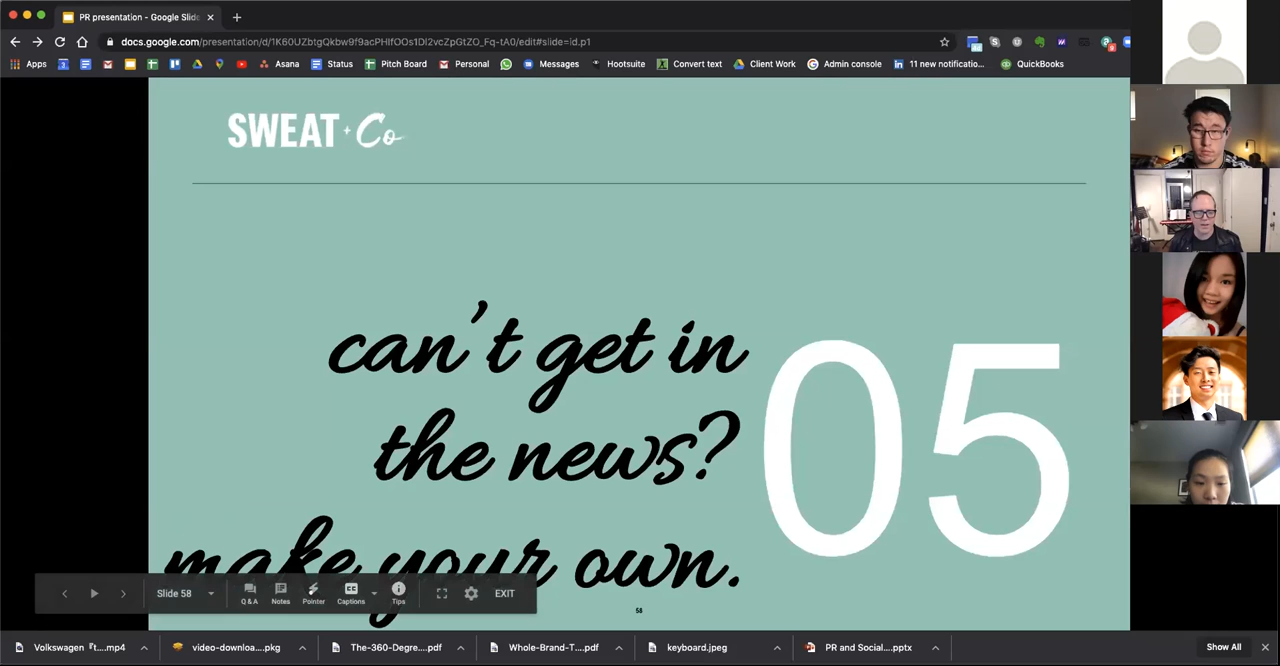 PR presentation - Google Slide
docs.google.com/presentation/d/1K60UZbtgQkbw9f9acPHIfOOs1DI2vcZpGtZO_Fq-tA0/edit#slide=id.p1
Apps Asana Status Pitch Board Personal Messages Hootsuite Convert text Client Work Admin console 11 new notificatio... QuickBooks
SWEAT + Co
can't get in
the news?
make your own.
05
Slide 58 Q & A Notes Pointer Captions Tips EXIT
58
Volkswagen『t....mp4 video-downloa....pkg The-360-Degre....pdf Whole-Brand-T....pdf keyboard.jpeg PR and Social....pptx Show All